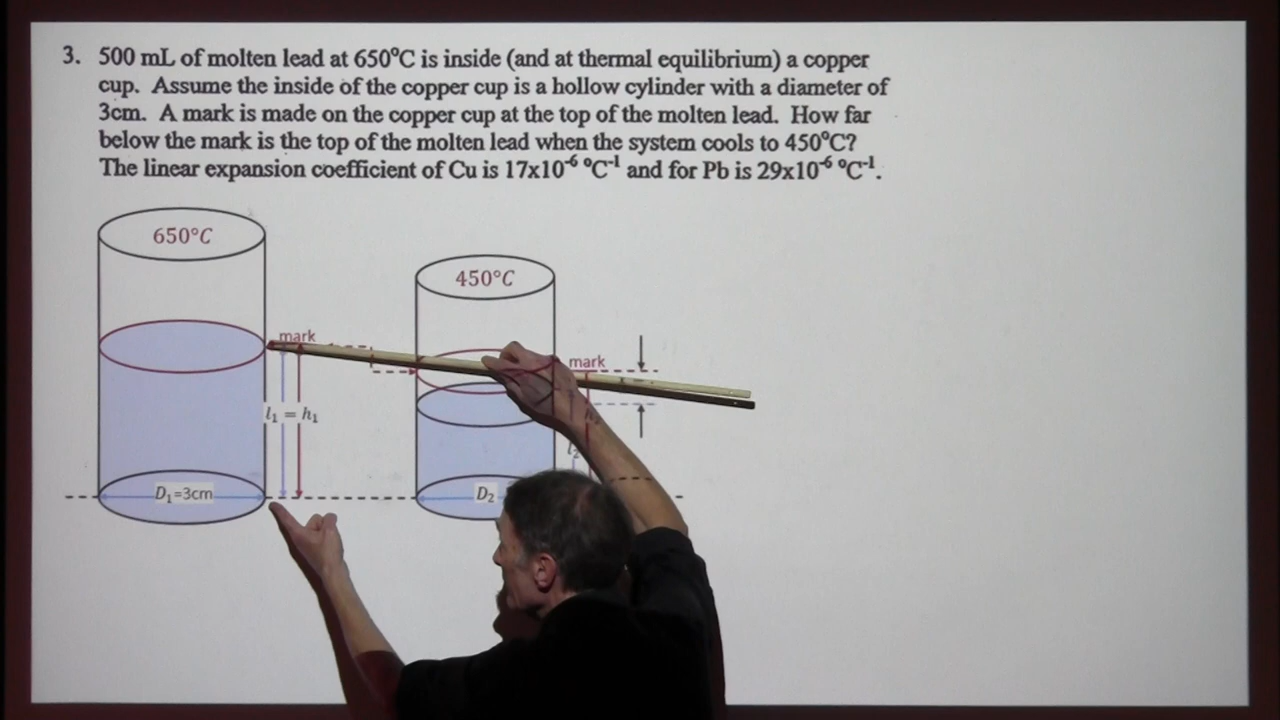 3. 500 mL of molten lead at 650⁰C is inside (and at thermal equilibrium) a copper
cup. Assume the inside of the copper cup is a hollow cylinder with a diameter of
3cm. A mark is made on the copper cup at the top of the molten lead. How far
below the mark is the top of the molten lead when the system cools to 450⁰C?
The linear expansion coefficient of Cu is 17x10⁻⁶ ⁰C⁻¹ and for Pb is 29x10⁻⁶ ⁰C⁻¹.
650°C
450°C
mark
mark
l₁ = h₁
D₁=3cm
D₂